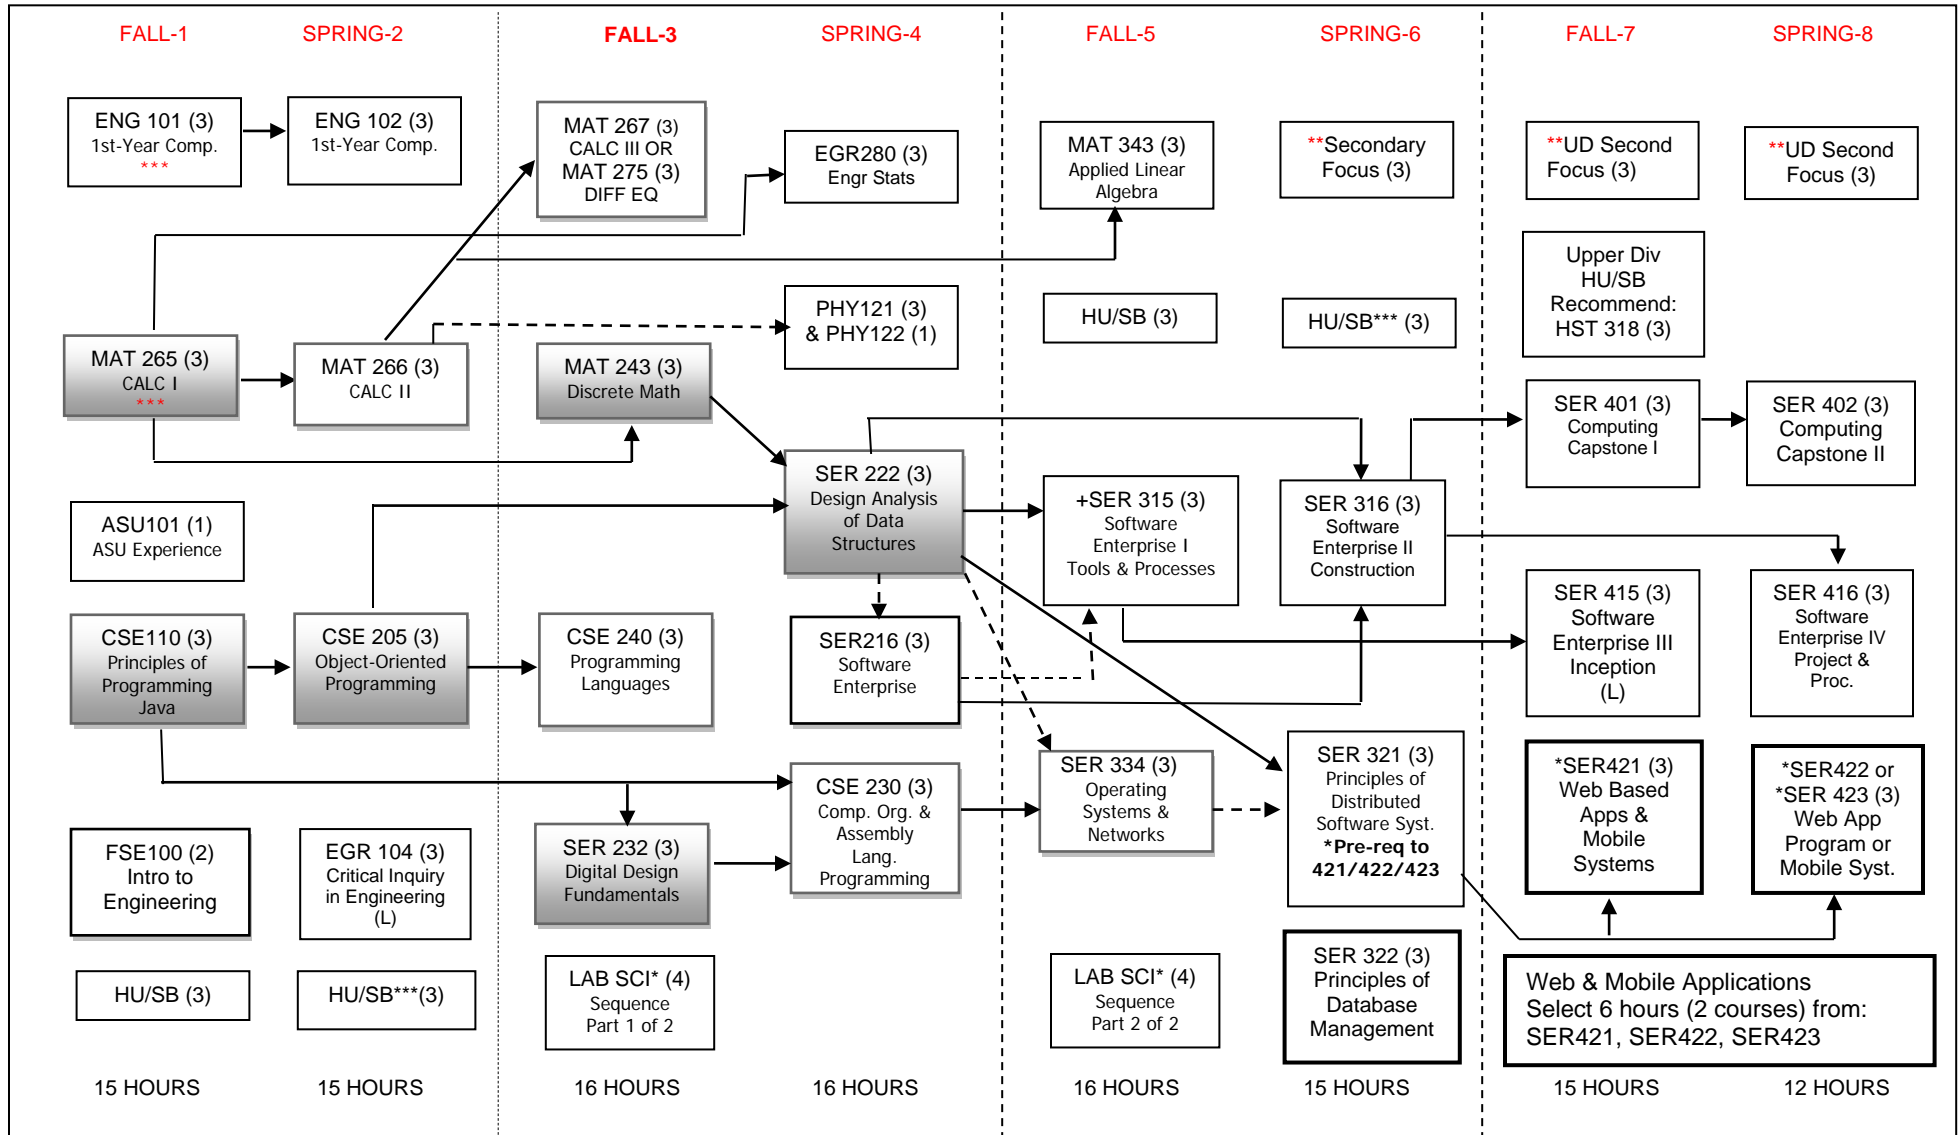 FALL-1
SPRING-2
FALL-3
SPRING-4
FALL-5
SPRING-6
FALL-7
SPRING-8
ENG 101 (3)
1st-Year Comp.
***
ENG 102 (3)
1st-Year Comp.
MAT 267 (3)
CALC III OR
MAT 275 (3)
DIFF EQ
EGR280 (3)
Engr Stats
MAT 343 (3)
Applied Linear
Algebra
**Secondary
Focus (3)
**UD Second
Focus (3)
**UD Second
Focus (3)
Upper Div
HU/SB
Recommend:
HST 318 (3)
PHY121 (3)
& PHY122 (1)
HU/SB (3)
HU/SB*** (3)
MAT 265 (3)
CALC I
***
MAT 266 (3)
CALC II
MAT 243 (3)
Discrete Math
SER 401 (3)
Computing
Capstone I
SER 402 (3)
Computing
Capstone II
ASU101 (1)
ASU Experience
SER 222 (3)
Design Analysis
of Data
Structures
+SER 315 (3)
Software
Enterprise I
Tools & Processes
SER 316 (3)
Software
Enterprise II
Construction
SER 415 (3)
Software
Enterprise III
Inception
(L)
SER 416 (3)
Software
Enterprise IV
Project &
Proc.
CSE110 (3)
Principles of
Programming
Java
CSE 205 (3)
Object-Oriented
Programming
CSE 240 (3)
Programming
Languages
SER216 (3)
Software
Enterprise
CSE 230 (3)
Comp. Org. &
Assembly
Lang.
Programming
SER 334 (3)
Operating
Systems &
Networks
SER 321 (3)
Principles of
Distributed
Software Syst.
*Pre-req to
421/422/423
*SER421 (3)
Web Based
Apps &
Mobile
Systems
*SER422 or
*SER 423 (3)
Web App
Program or
Mobile Syst.
FSE100 (2)
Intro to
Engineering
EGR 104 (3)
Critical Inquiry
in Engineering
(L)
SER 232 (3)
Digital Design
Fundamentals
HU/SB (3)
HU/SB***(3)
LAB SCI* (4)
Sequence
Part 1 of 2
LAB SCI* (4)
Sequence
Part 2 of 2
SER 322 (3)
Principles of
Database
Management
Web & Mobile Applications
Select 6 hours (2 courses) from:
SER421, SER422, SER423
15 HOURS
15 HOURS
16 HOURS
16 HOURS
16 HOURS
15 HOURS
15 HOURS
12 HOURS